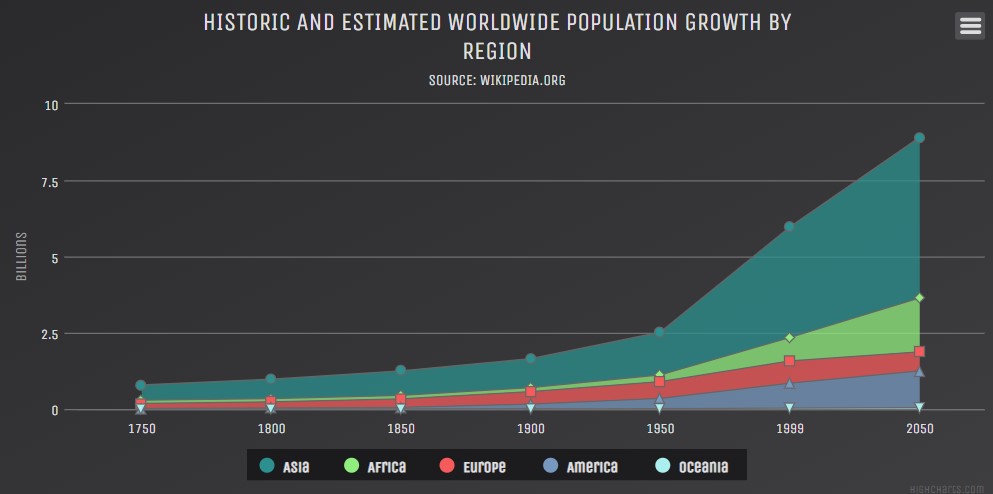 HISTORIC AND ESTIMATED WORLDWIDE POPULATION GROWTH BY
REGION
SOURCE: WIKIPEDIA.ORG
BILLIONS
10
7.5
5
2.5
0
1750 1800 1850 1900 1950 1999 2050
Asia Africa Europe America Oceania
HIGHCHARTS.COM